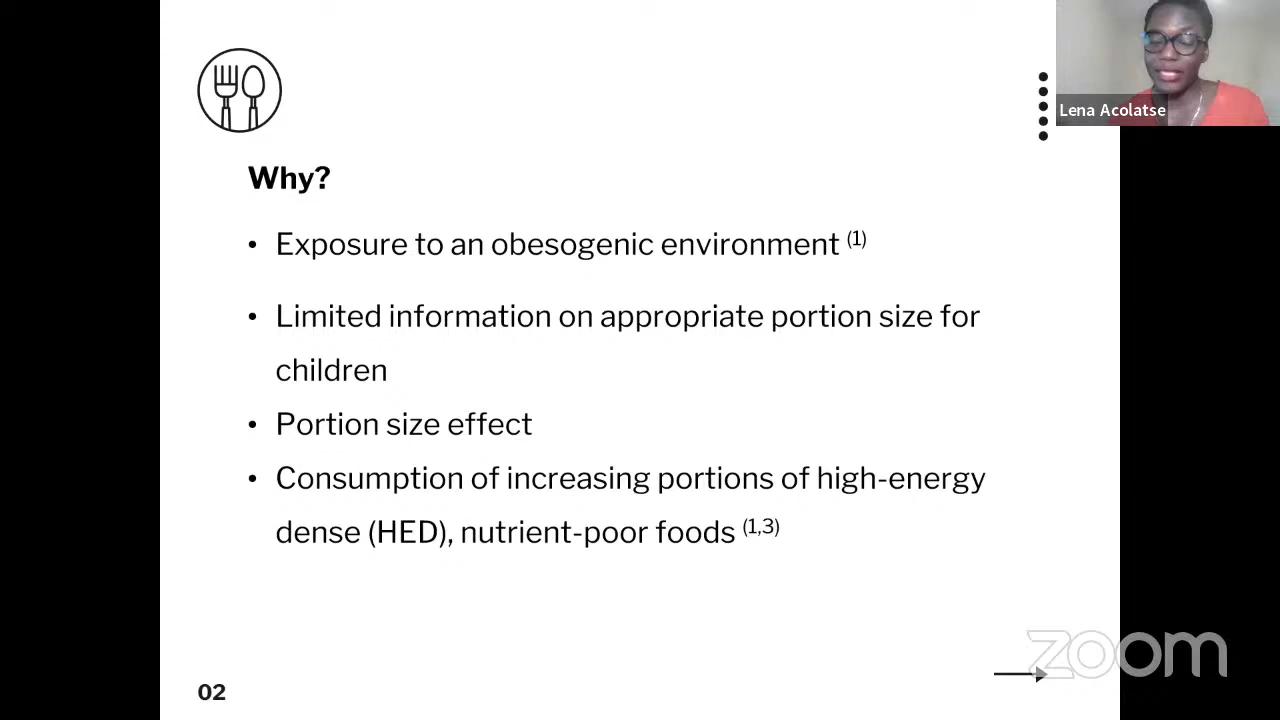 Lena Acolatse
Why?
• Exposure to an obesogenic environment (1)
• Limited information on appropriate portion size for
children
• Portion size effect
• Consumption of increasing portions of high-energy
dense (HED), nutrient-poor foods (1,3)
zoom
02